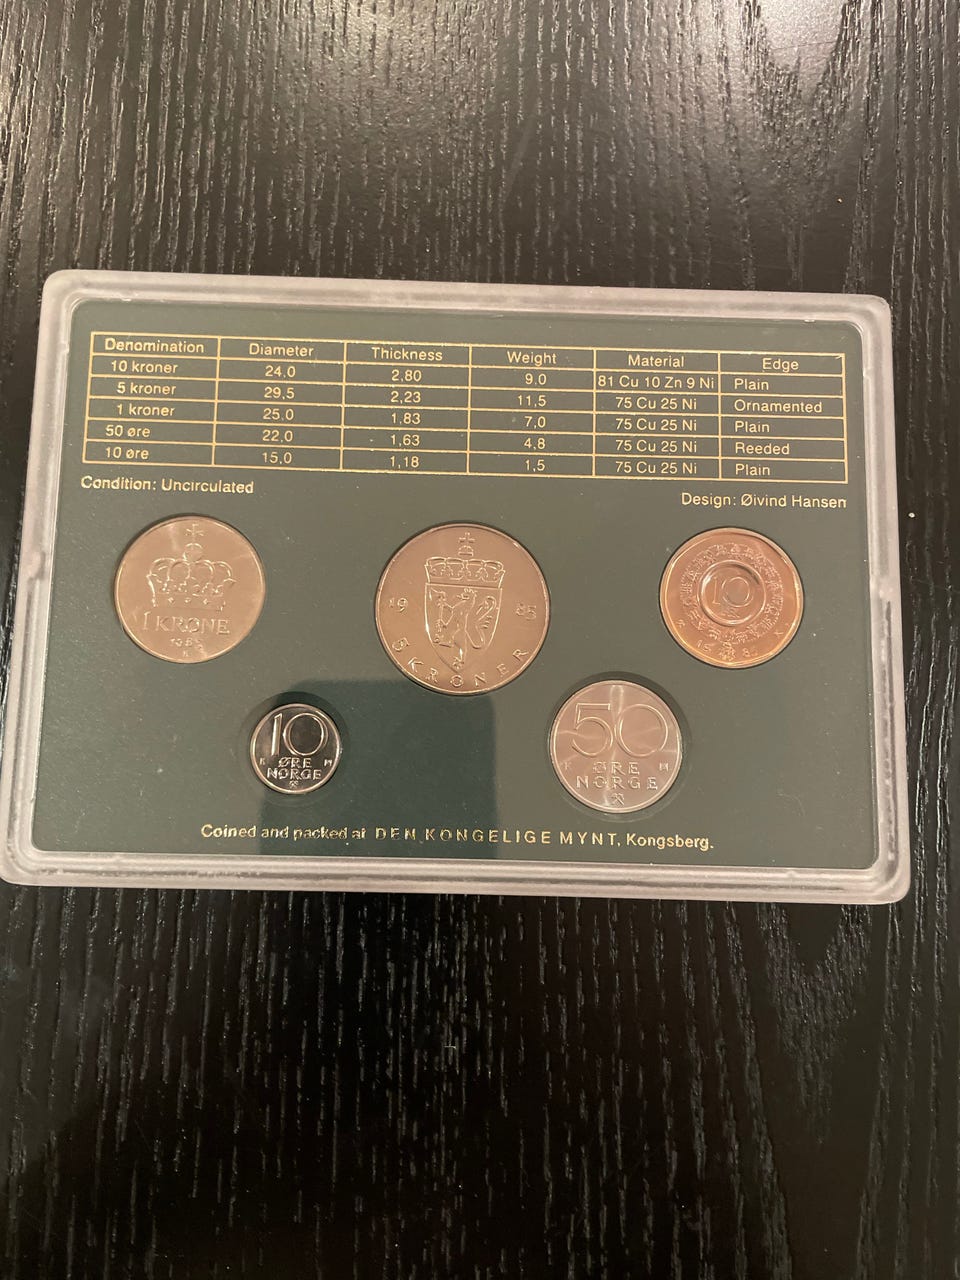 Denomination Diameter Thickness Weight Material Edge
10 kroner 24,0 2,80 9,0 81 Cu 10 Zn 9 Ni Plain
5 kroner 29,5 2,23 11,5 75 Cu 25 Ni Ornamented
1 kroner 25,0 1,83 7,0 75 Cu 25 Ni Plain
50 øre 22,0 1,63 4,8 75 Cu 25 Ni Reeded
10 øre 15,0 1,18 1,5 75 Cu 25 Ni Plain
Condition: Uncirculated
Design: Øivind Hansen
1 KRONE
1985
K
19 85
5 KRONER
10
1985
K
10
K M
ØRE
NORGE
50
K M
ØRE
NORGE
Coined and packed at DEN KONGELIGE MYNT, Kongsberg.